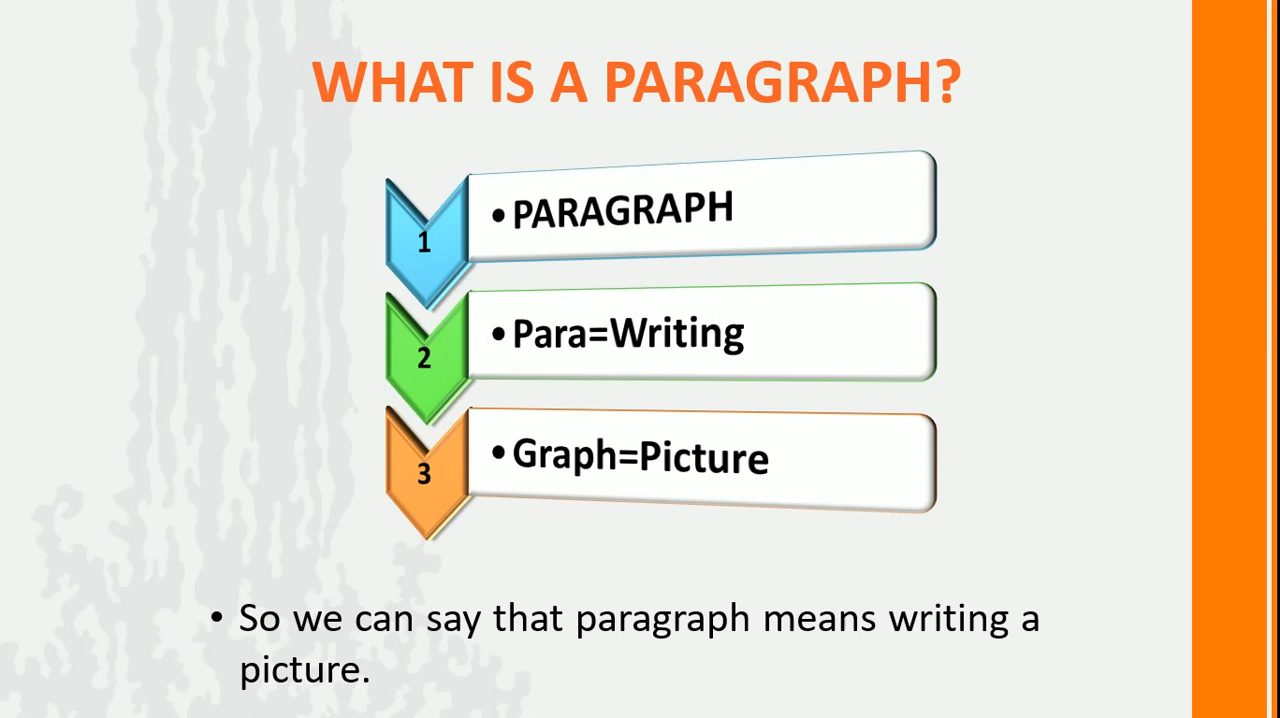 WHAT IS A PARAGRAPH?
1
• PARAGRAPH
2
• Para=Writing
3
• Graph=Picture
• So we can say that paragraph means writing a
picture.